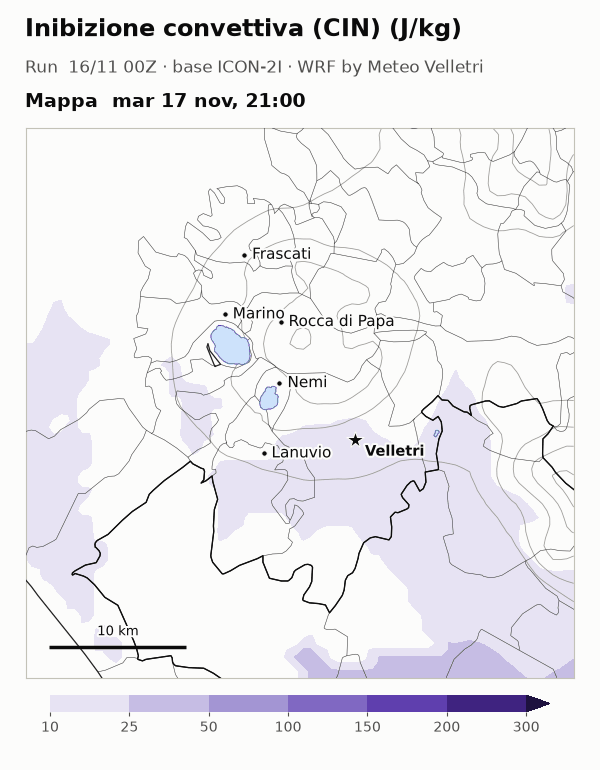 Inibizione convettiva (CIN) (J/kg)
Run  16/11 00Z · base ICON-2I · WRF by Meteo Velletri
Mappa  mar 17 nov, 21:00
Frascati
Marino
Rocca di Papa
Nemi
Velletri
Lanuvio
10 km
10 25 50 100 150 200 300